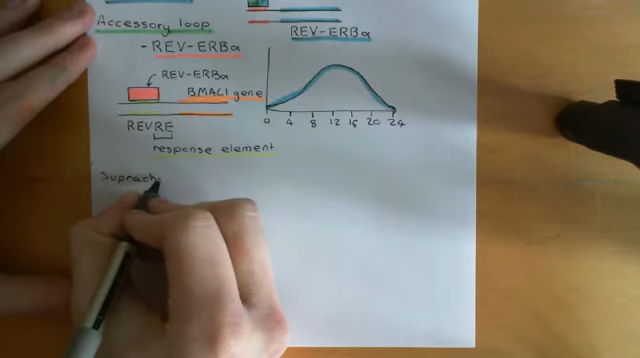 Accessory loop
REV-ERBα
- REV-ERBα
REV-ERBα
BMAL1 gene
REVRE
0 4 8 12 16 20 24
response element
Suprach